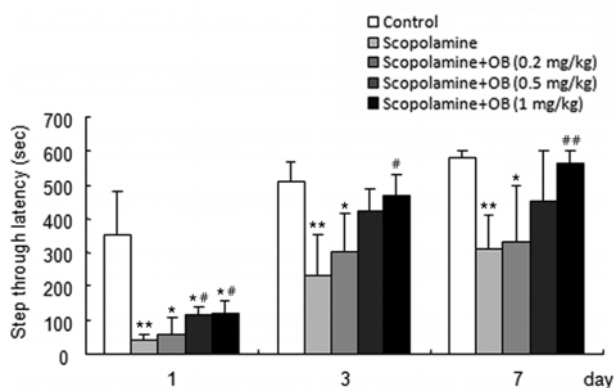 Control
Scopolamine
Scopolamine+OB (0.2 mg/kg)
Scopolamine+OB (0.5 mg/kg)
Scopolamine+OB (1 mg/kg)
Step through latency (sec)
700
600
500
400
300
200
100
0
** * *# *#
** * #
** * ##
1 3 7 day